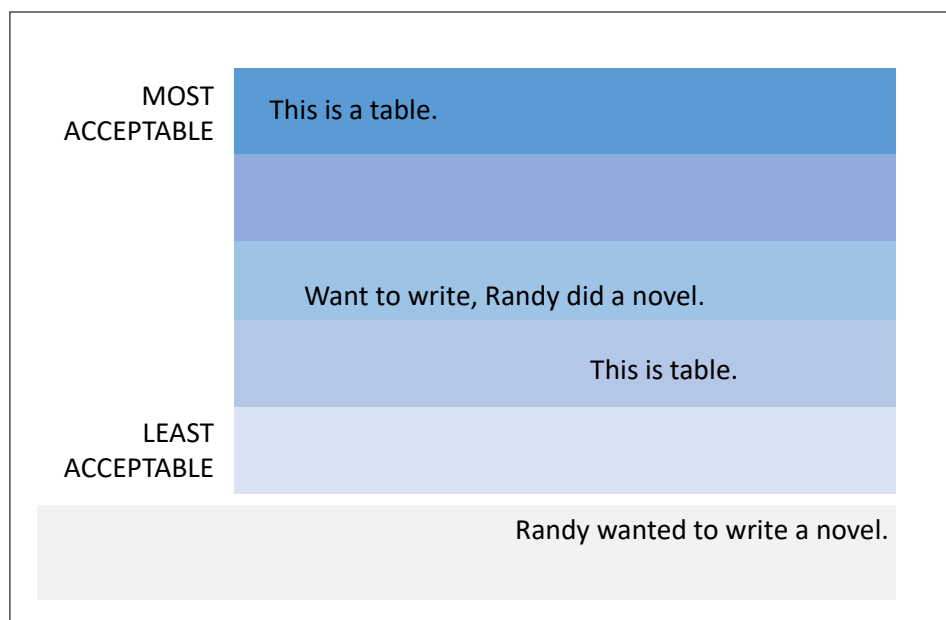 MOST
ACCEPTABLE
This is a table.
Want to write, Randy did a novel.
This is table.
LEAST
ACCEPTABLE
Randy wanted to write a novel.